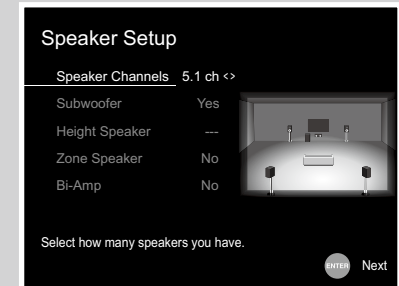 Speaker Setup
Speaker Channels 5.1 ch <>
Subwoofer Yes
Height Speaker ---
Zone Speaker No
Bi-Amp No
Select how many speakers you have.
ENTER Next